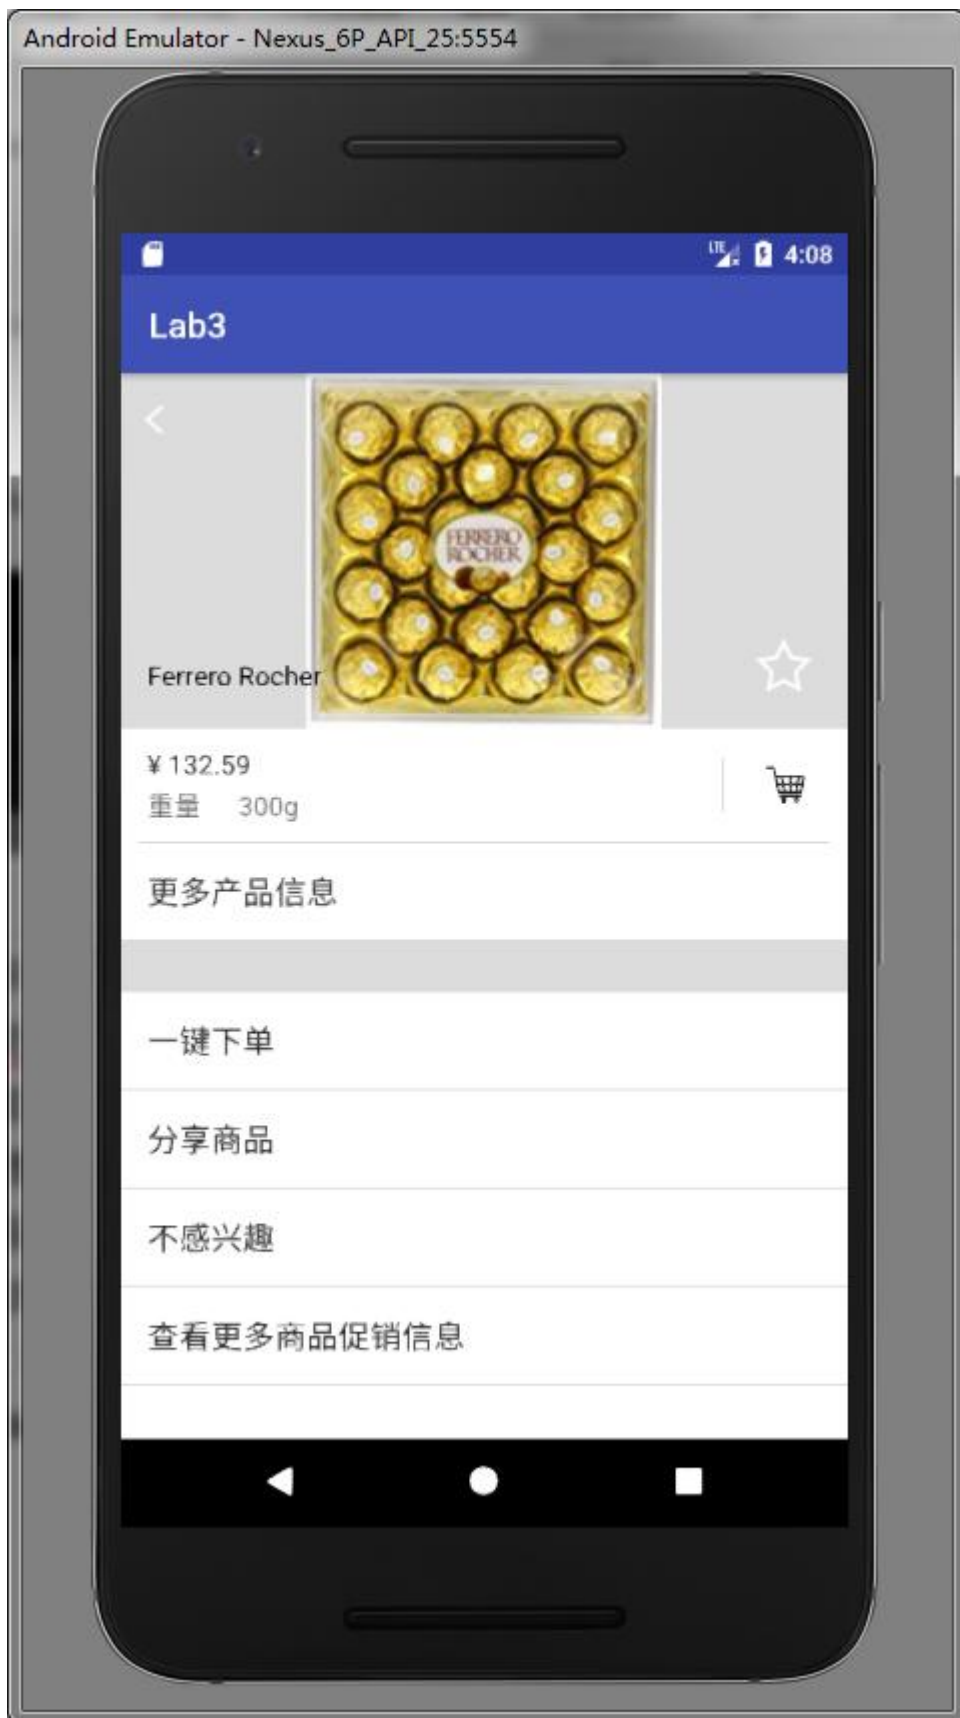 Android Emulator - Nexus_6P_API_25:5554
LTE 4:08
Lab3
FERRERO
ROCHER
Ferrero Rocher
¥ 132.59
重量 300g
更多产品信息
一键下单
分享商品
不感兴趣
查看更多商品促销信息